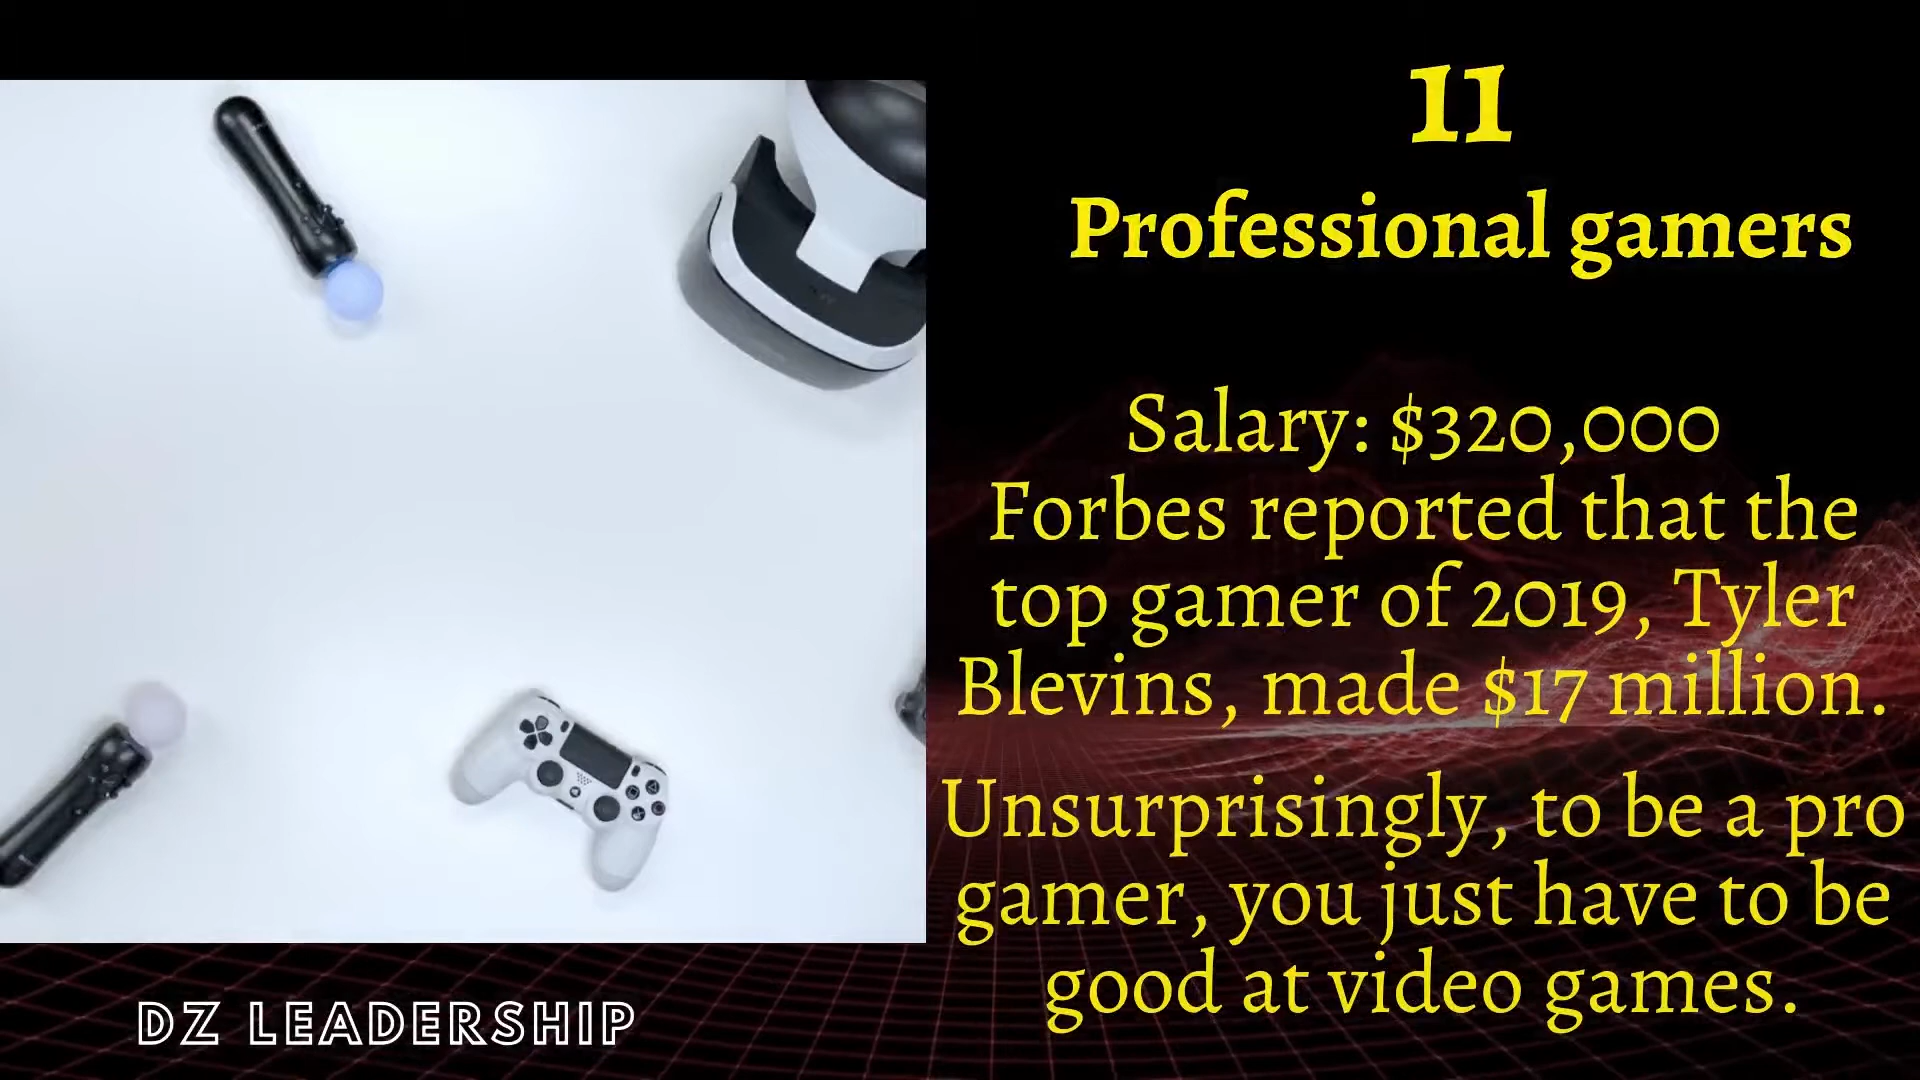 11
Professional gamers
Salary: $320,000
Forbes reported that the
top gamer of 2019, Tyler
Blevins, made $17 million.
Unsurprisingly, to be a pro
gamer, you just have to be
good at video games.
DZ LEADERSHIP